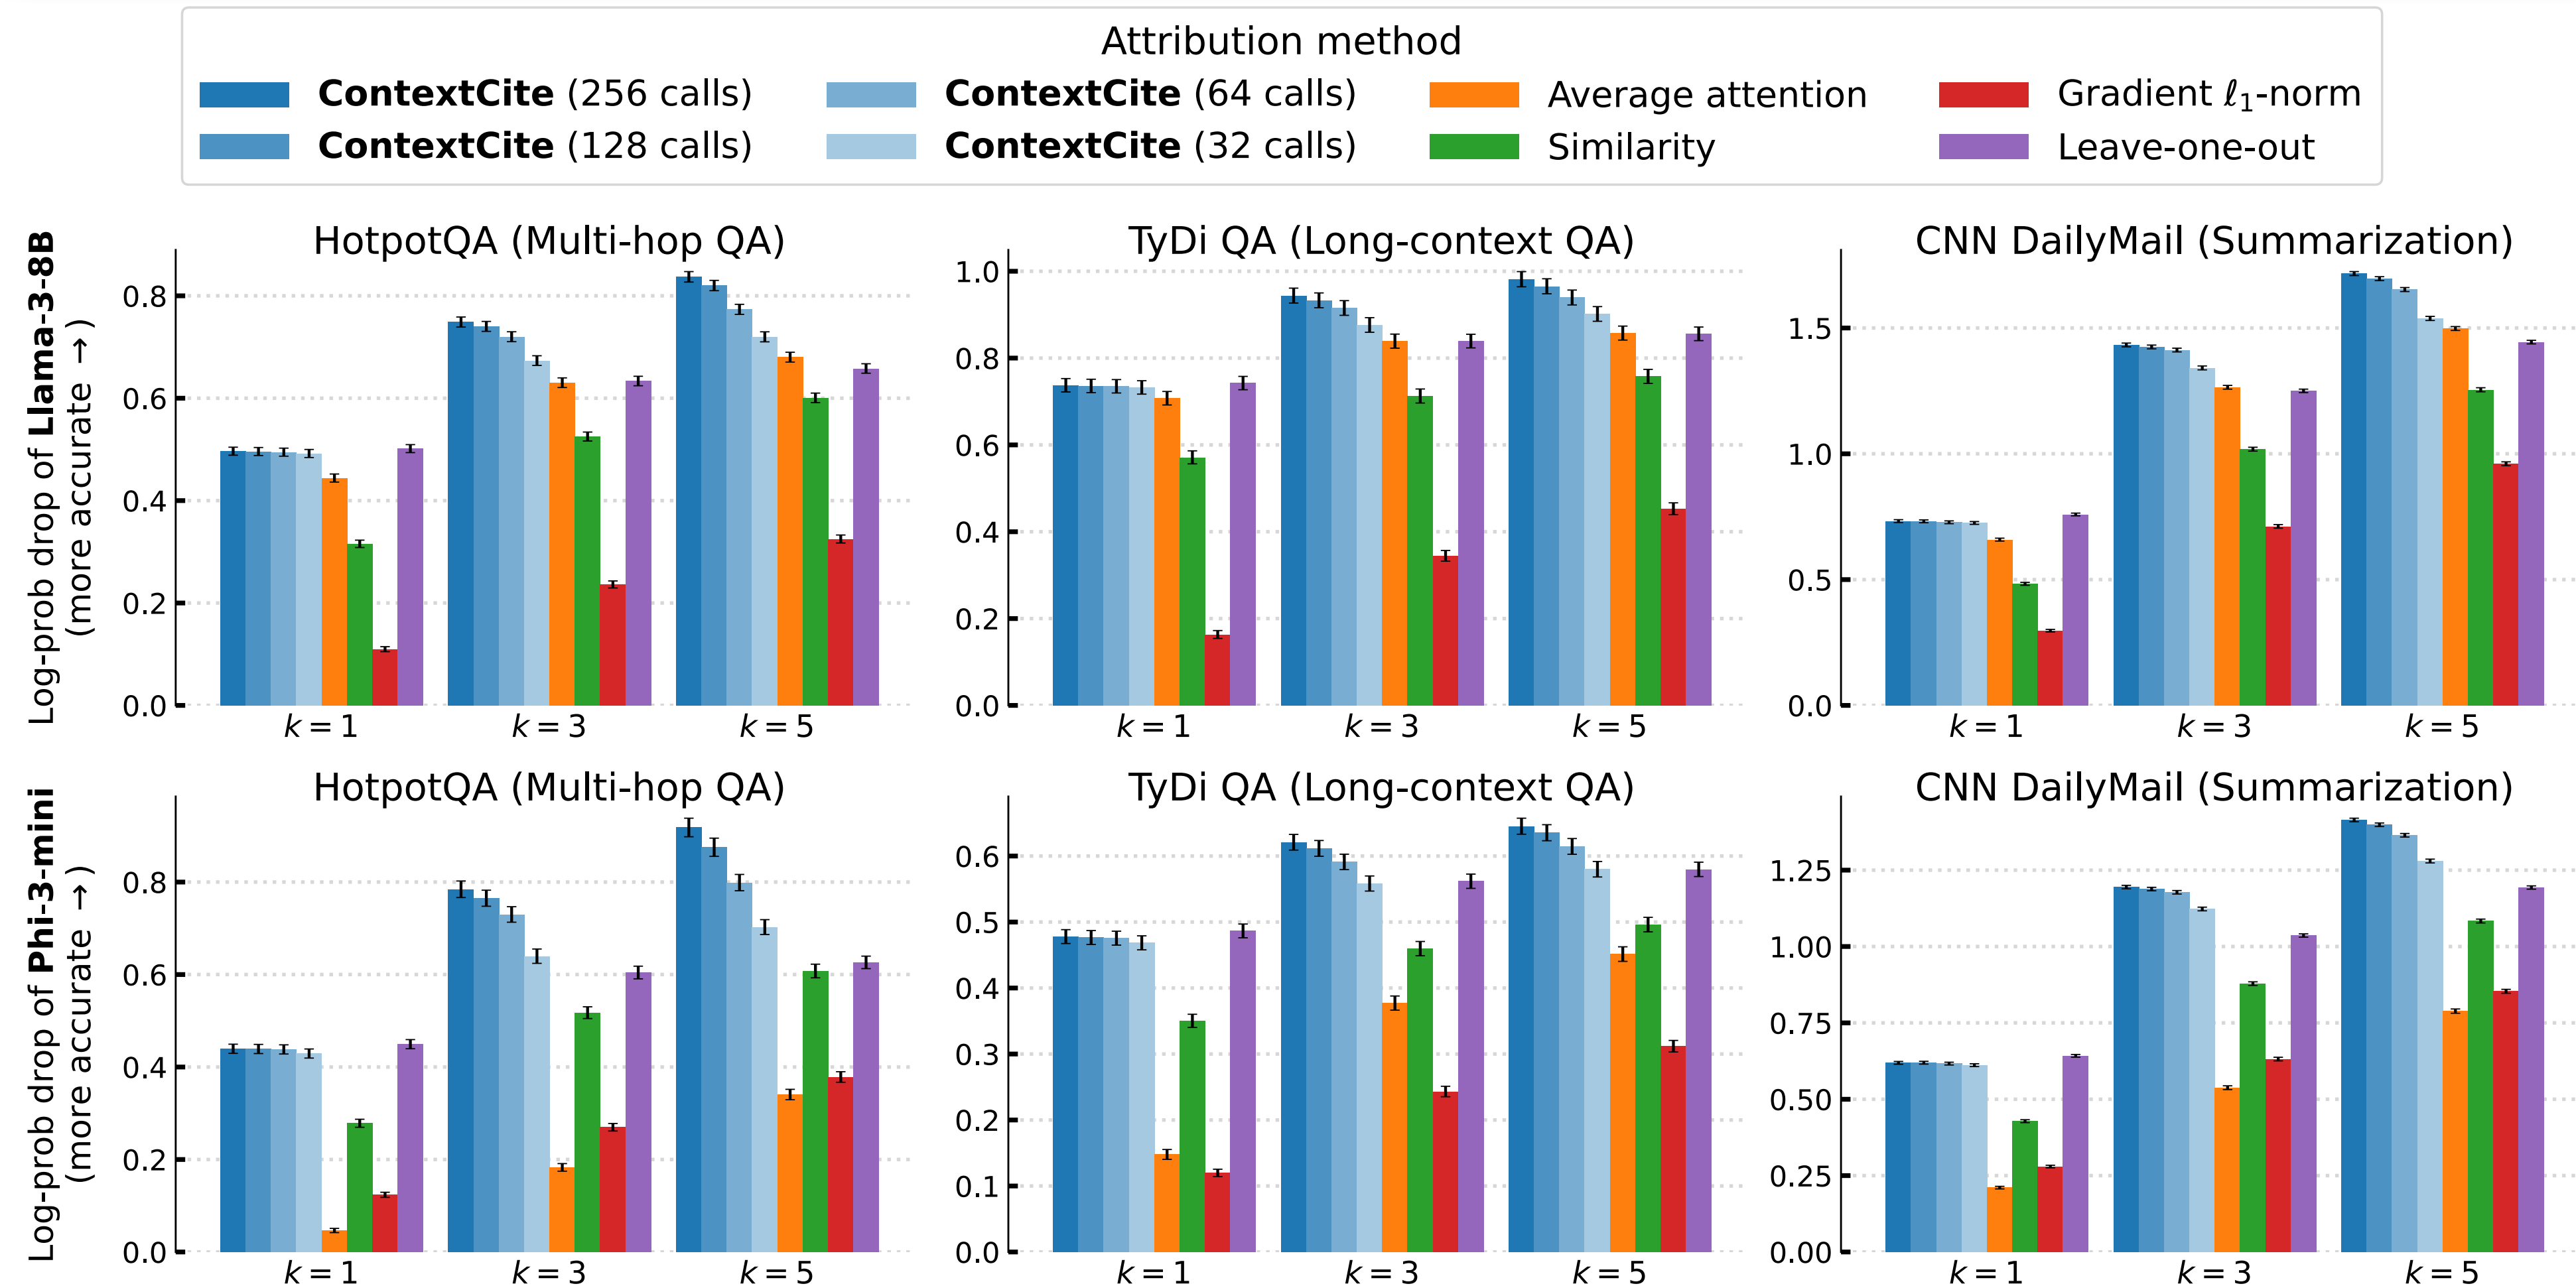 Attribution method
ContextCite (256 calls)
ContextCite (64 calls)
Average attention
Gradient ℓ₁-norm
ContextCite (128 calls)
ContextCite (32 calls)
Similarity
Leave-one-out
Log-prob drop of Llama-3-8B
(more accurate →)
HotpotQA (Multi-hop QA)
0.8
0.6
0.4
0.2
0.0
k = 1
k = 3
k = 5
TyDi QA (Long-context QA)
1.0
0.8
0.6
0.4
0.2
0.0
k = 1
k = 3
k = 5
CNN DailyMail (Summarization)
1.5
1.0
0.5
0.0
k = 1
k = 3
k = 5
Log-prob drop of Phi-3-mini
(more accurate →)
HotpotQA (Multi-hop QA)
0.8
0.6
0.4
0.2
0.0
k = 1
k = 3
k = 5
TyDi QA (Long-context QA)
0.6
0.5
0.4
0.3
0.2
0.1
0.0
k = 1
k = 3
k = 5
CNN DailyMail (Summarization)
1.25
1.00
0.75
0.50
0.25
0.00
k = 1
k = 3
k = 5